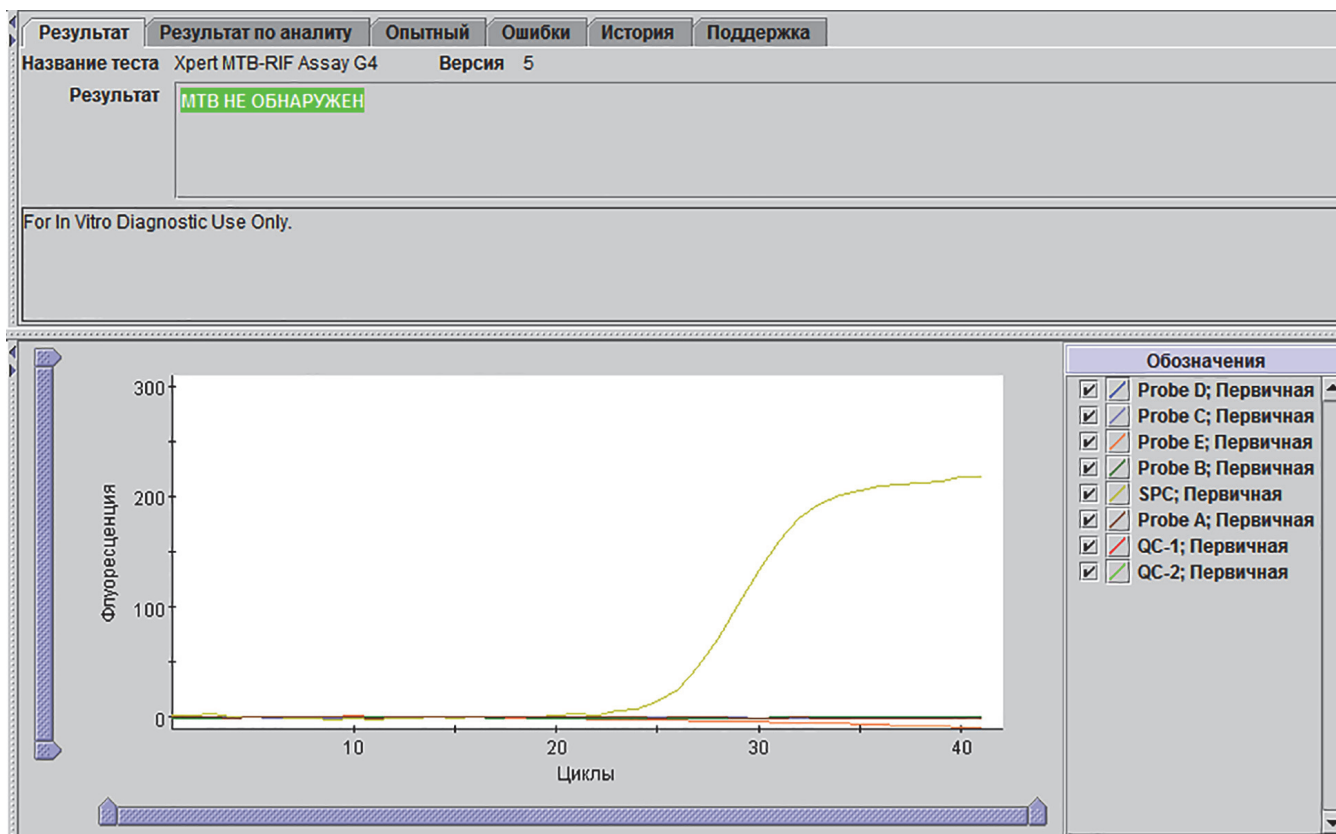 Результат Результат по аналиту Опытный Ошибки История Поддержка
Название теста Xpert MTB-RIF Assay G4 Версия 5
Результат МТВ НЕ ОБНАРУЖЕН
For In Vitro Diagnostic Use Only.
Обозначения
Probe D; Первичная
Probe C; Первичная
Probe E; Первичная
Probe B; Первичная
SPC; Первичная
Probe A; Первичная
QC-1; Первичная
QC-2; Первичная
Флуоресценция
300
200
100
0
10 20 30 40
Циклы